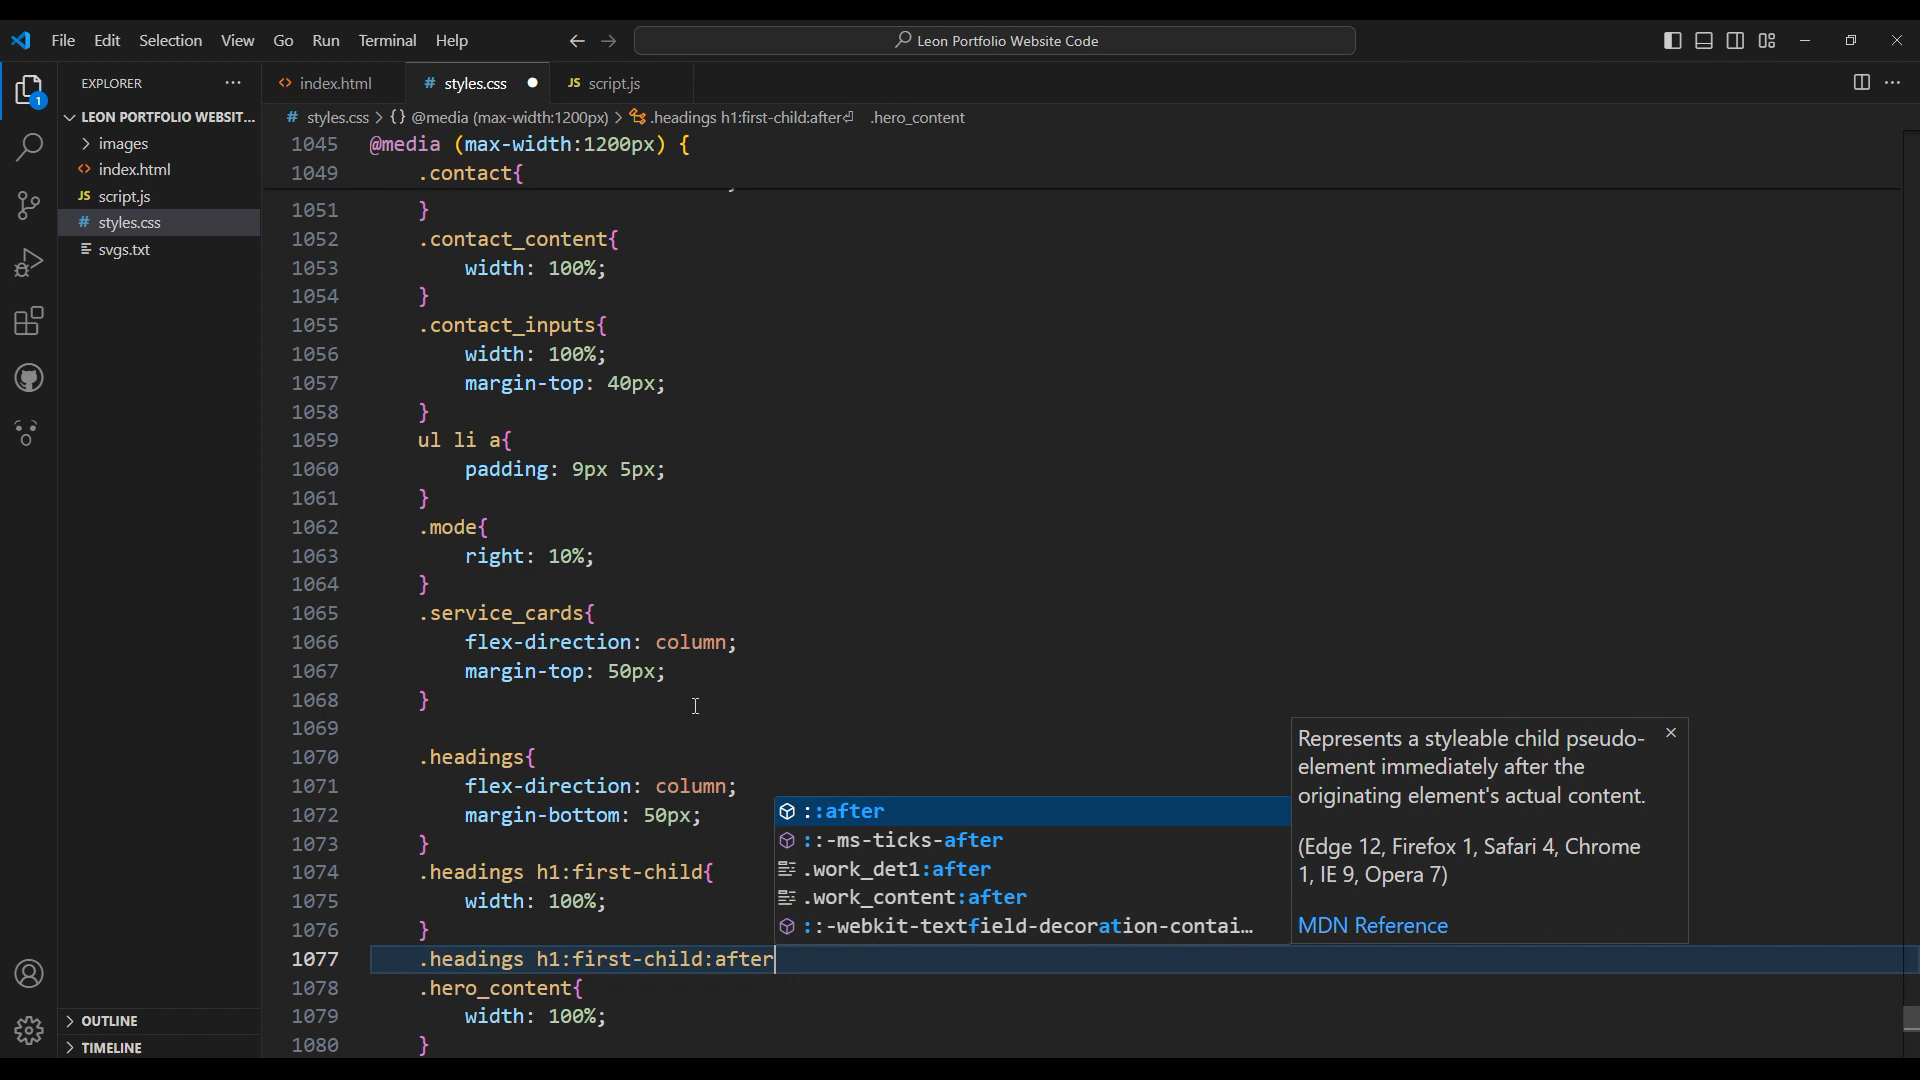 File Edit Selection View Go Run Terminal Help
Leon Portfolio Website Code
EXPLORER
index.html
# styles.css
JS script.js
LEON PORTFOLIO WEBSIT...
images
index.html
JS script.js
# styles.css
svgs.txt
1
# styles.css > {} @media (max-width:1200px) > .headings h1:first-child:after⏎ .hero_content
1045 @media (max-width:1200px) {
1049 .contact{
1051 }
1052 .contact_content{
1053 width: 100%;
1054 }
1055 .contact_inputs{
1056 width: 100%;
1057 margin-top: 40px;
1058 }
1059 ul li a{
1060 padding: 9px 5px;
1061 }
1062 .mode{
1063 right: 10%;
1064 }
1065 .service_cards{
1066 flex-direction: column;
1067 margin-top: 50px;
1068 }
1069
1070 .headings{
1071 flex-direction: column;
1072 margin-bottom: 50px;
1073 }
1074 .headings h1:first-child{
1075 width: 100%;
1076 }
1077 .headings h1:first-child:after
1078 .hero_content{
1079 width: 100%;
1080 }
::after
::-ms-ticks-after
.work_det1:after
.work_content:after
::-webkit-textfield-decoration-contai...
Represents a styleable child pseudo-
element immediately after the
originating element's actual content.
(Edge 12, Firefox 1, Safari 4, Chrome
1, IE 9, Opera 7)
MDN Reference
OUTLINE
TIMELINE